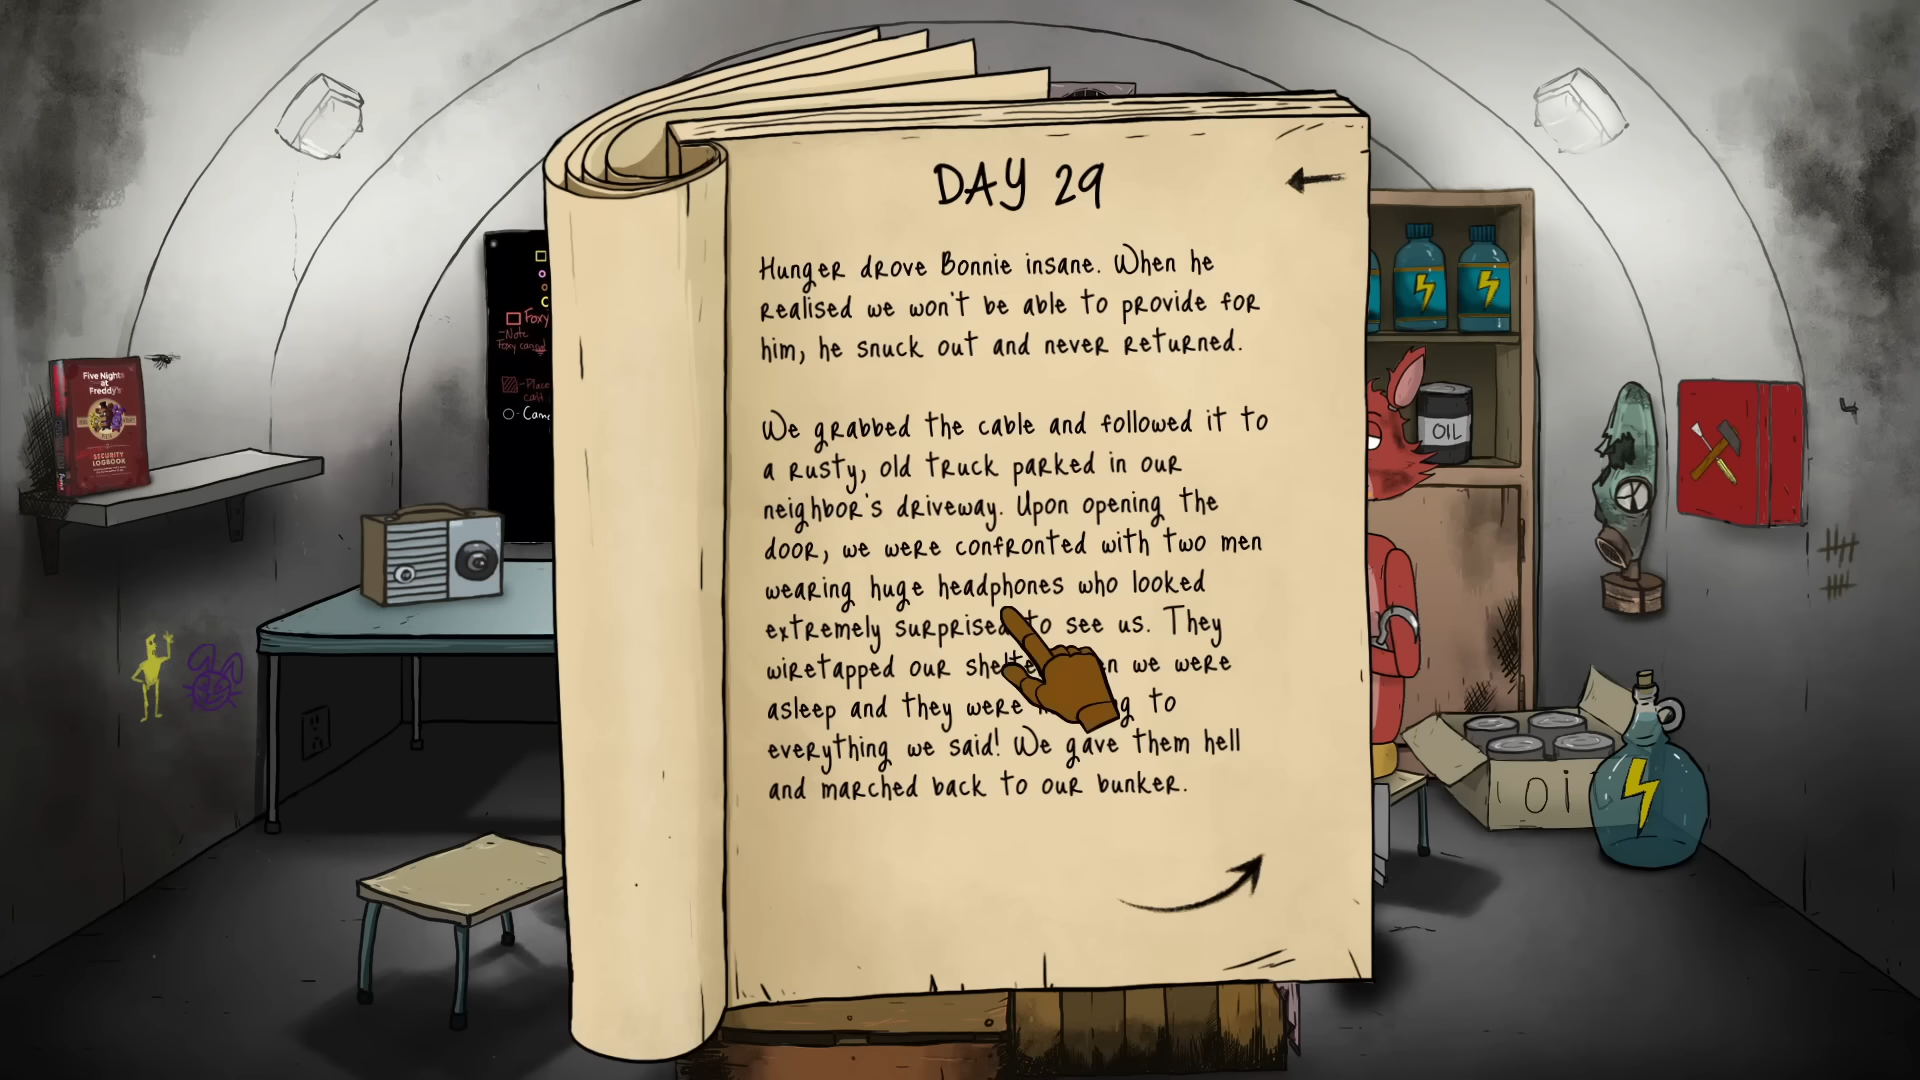 DAY 29
Hunger drove Bonnie insane. When he
realised we won't be able to provide for
him, he snuck out and never returned.
We grabbed the cable and followed it to
a rusty, old truck parked in our
neighbor's driveway. Upon opening the
door, we were confronted with two men
wearing huge headphones who looked
extremely surprised to see us. They
wiretapped our we were
asleep and they were to
everything we said! We gave them hell
and marched back to our bunker.
Five Nights
at
Freddy's
SECURITY
LOGBOOK
Foxy
-Note
Foxy
OIL